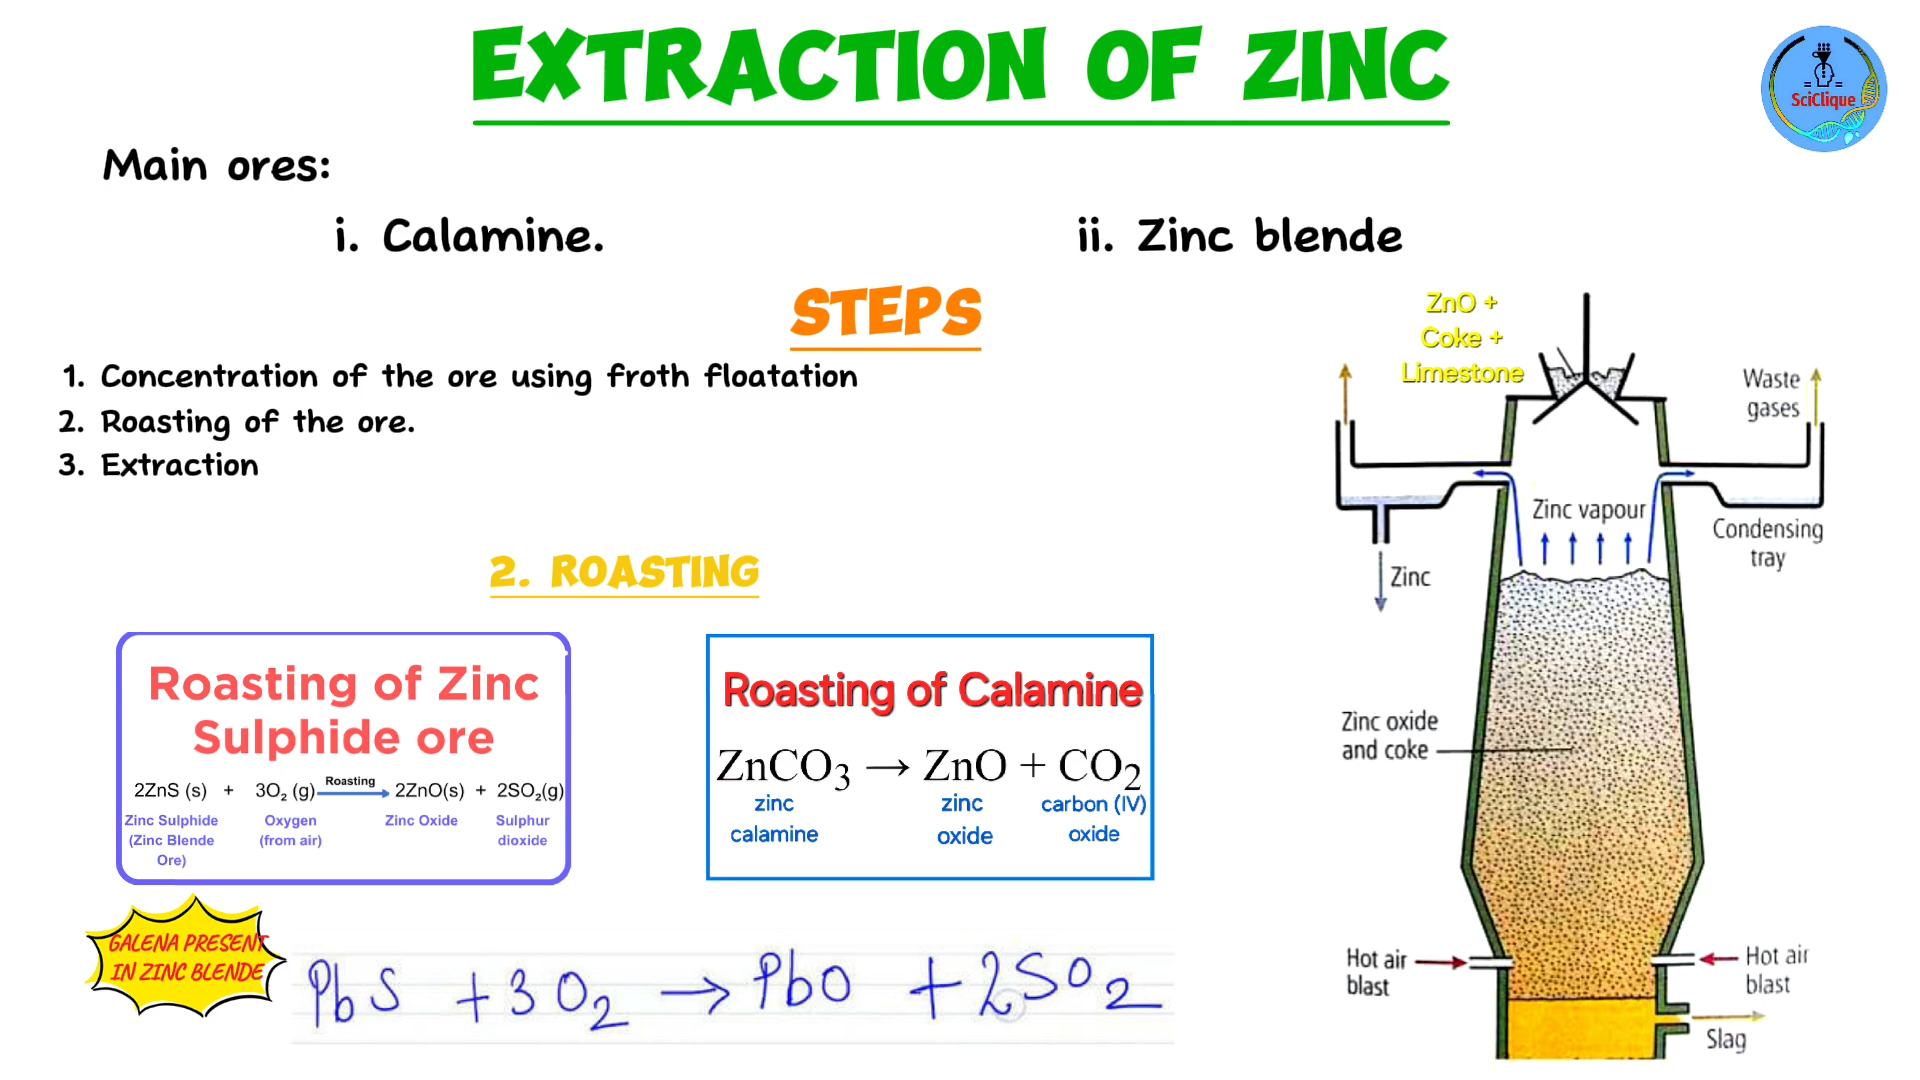 EXTRACTION OF ZINC
SciClique
Main ores:
i. Calamine.
ii. Zinc blende
STEPS
1. Concentration of the ore using froth floatation
2. Roasting of the ore.
3. Extraction
2. ROASTING
Roasting of Zinc
Sulphide ore
2ZnS (s) + 3O₂ (g) Roasting 2ZnO(s) + 2SO₂(g)
Zinc Sulphide
(Zinc Blende
Ore)
Oxygen
(from air)
Zinc Oxide
Sulphur
dioxide
Roasting of Calamine
ZnCO₃ → ZnO + CO₂
zinc
calamine
zinc
oxide
carbon (IV)
oxide
GALENA PRESENT
IN ZINC BLENDE
PbS + 3O₂ → PbO + 2SO₂
ZnO +
Coke +
Limestone
Waste
gases
Zinc vapour
Condensing
tray
Zinc
Zinc oxide
and coke
Hot air
blast
Hot air
blast
Slag